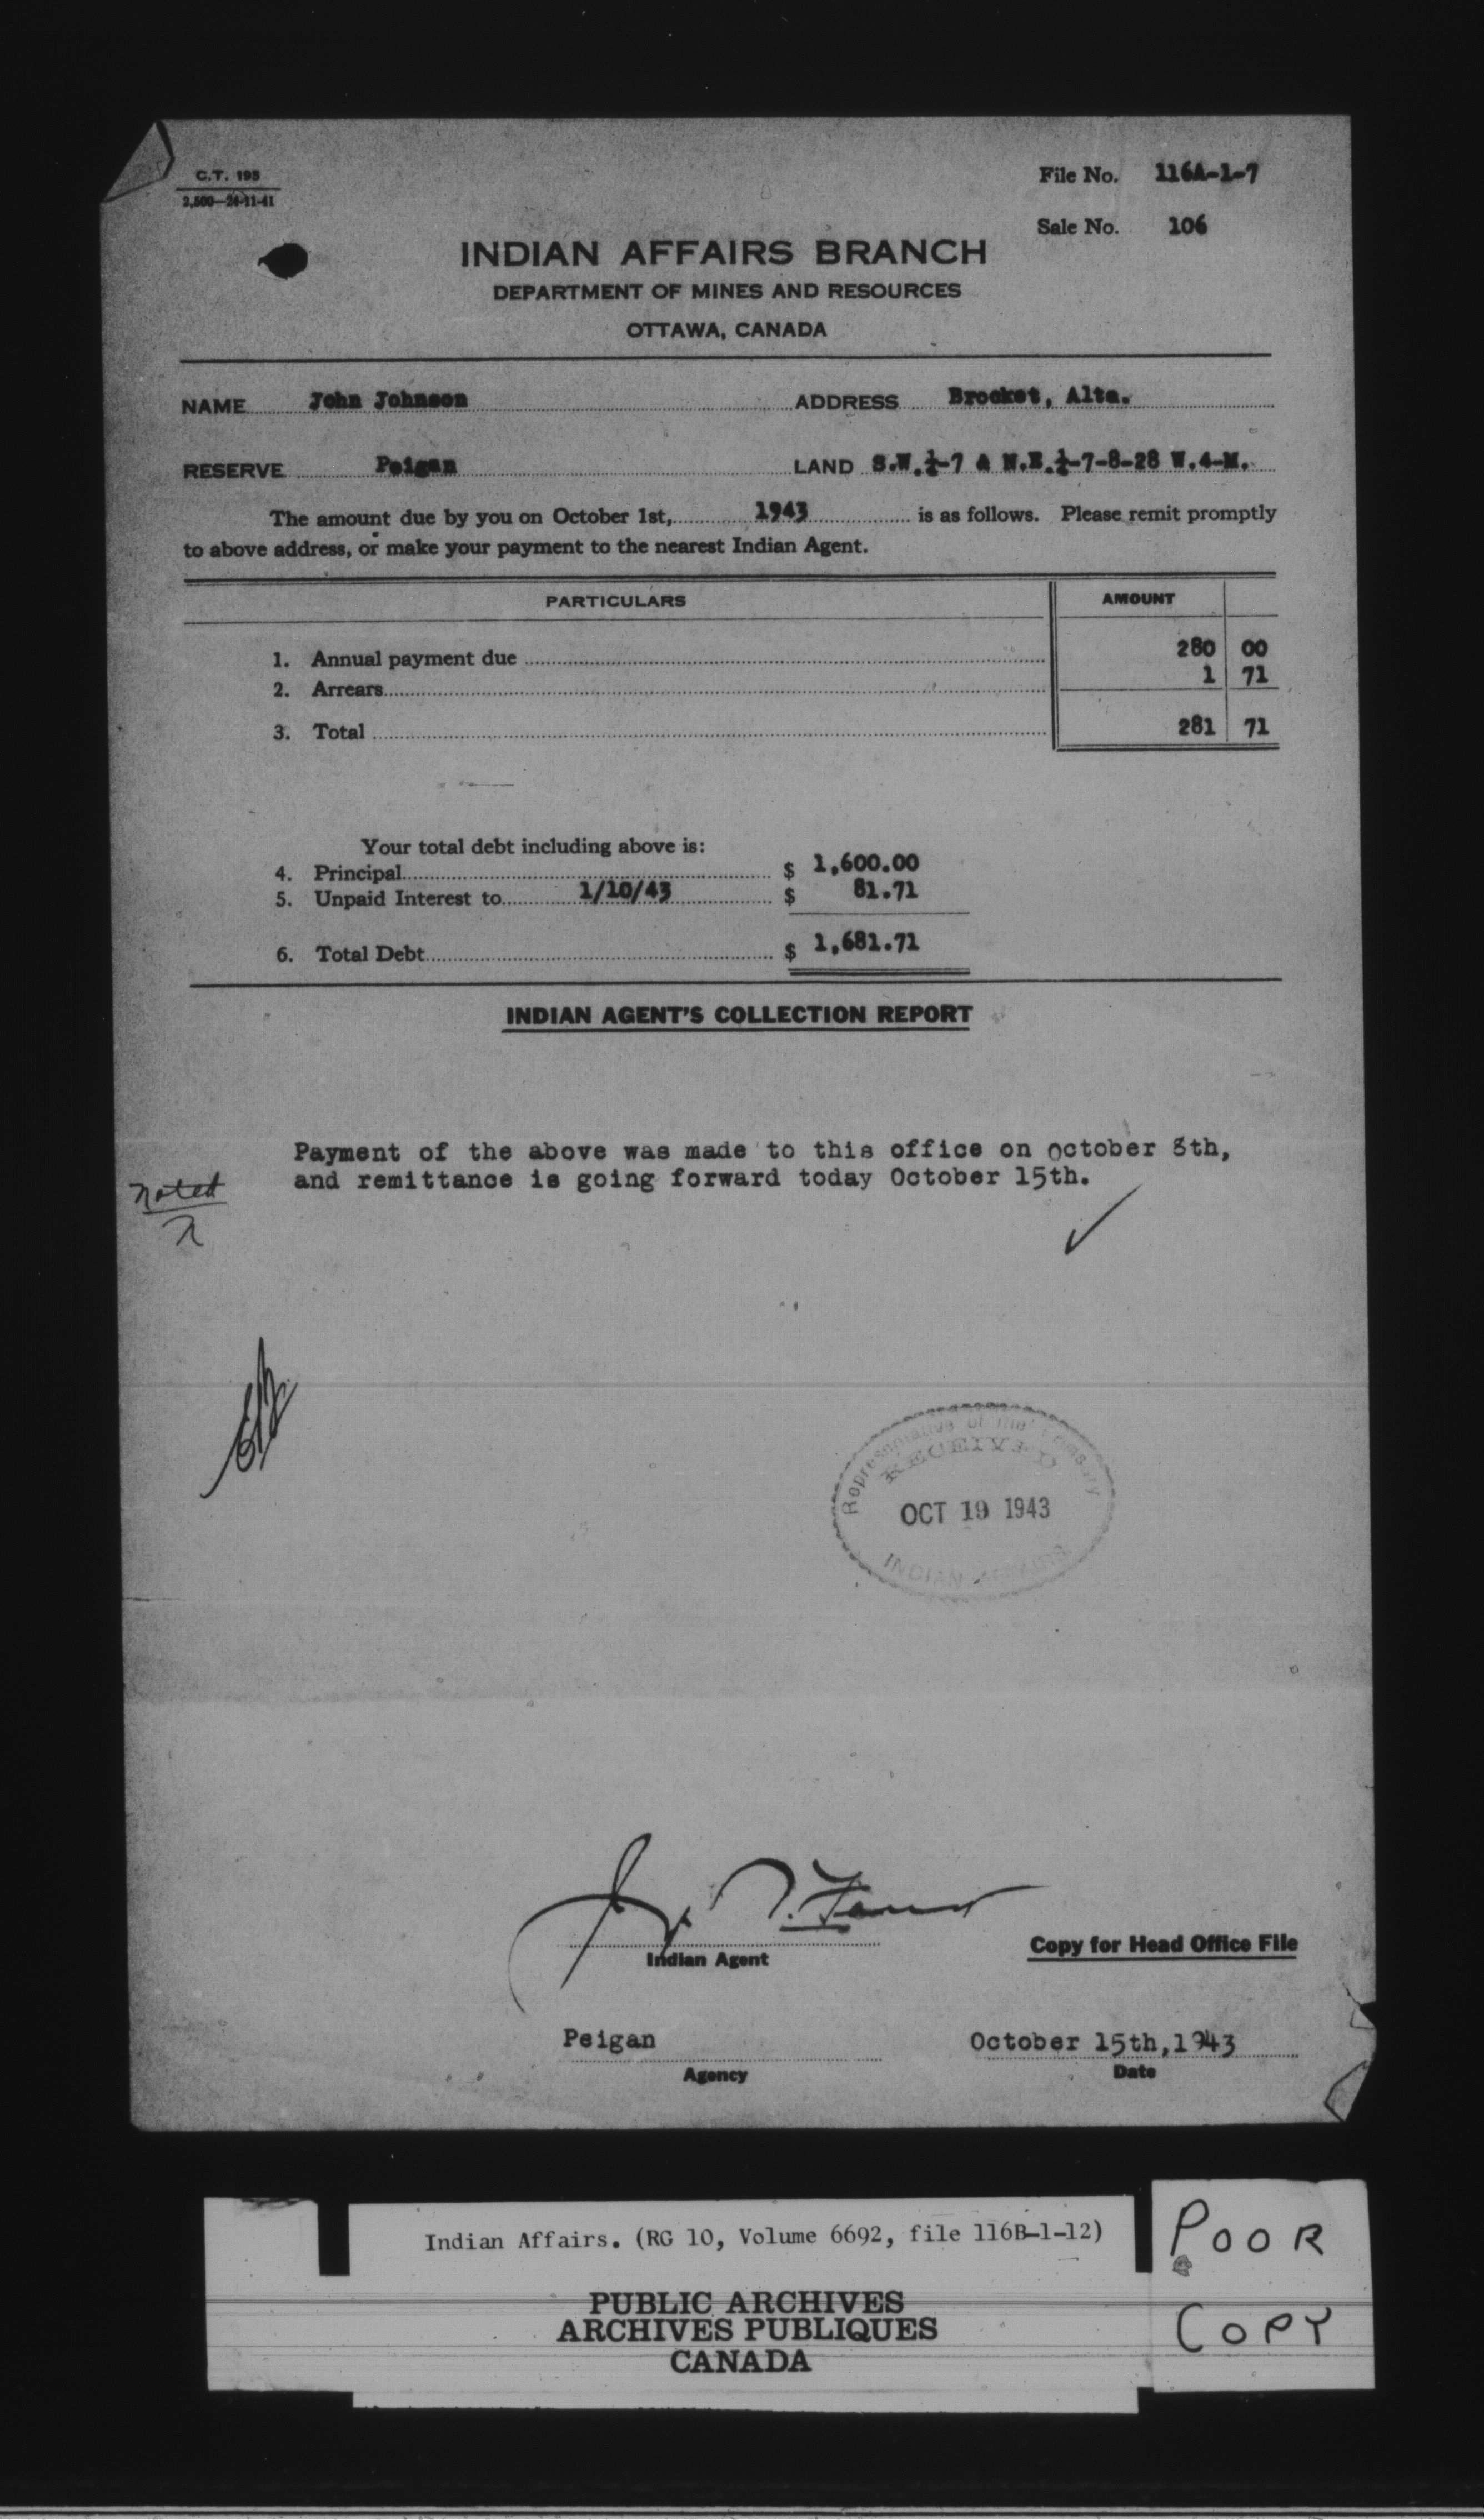 C.T. 195
2,500—24-11-41
File No. 116A-1-7
Sale No. 106
INDIAN AFFAIRS BRANCH
DEPARTMENT OF MINES AND RESOURCES
OTTAWA, CANADA
NAME John Johnson ADDRESS Brocket, Alta.
RESERVE Peigan LAND S.W.¼-7 & N.E.¼-7-8-28 W.4-M.
The amount due by you on October 1st, 1943 is as follows. Please remit promptly
to above address, or make your payment to the nearest Indian Agent.
PARTICULARS AMOUNT
1. Annual payment due 280 00
2. Arrears 1 71
3. Total 281 71
Your total debt including above is:
4. Principal $ 1,600.00
5. Unpaid Interest to 1/10/43 $ 81.71
6. Total Debt $ 1,681.71
INDIAN AGENT'S COLLECTION REPORT
Payment of the above was made to this office on october 8th,
and remittance is going forward today October 15th.
noted
Representative of the Treasury
RECEIVED
OCT 19 1943
INDIAN AFFAIRS
Indian Agent
Copy for Head Office File
Peigan October 15th,1943
Agency Date
Indian Affairs. (RG 10, Volume 6692, file 116B-1-12)
PUBLIC ARCHIVES
ARCHIVES PUBLIQUES
CANADA
POOR
COPY